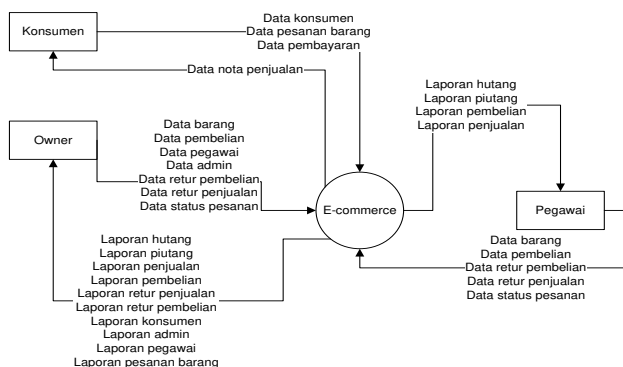 Konsumen
Data konsumen
Data pesanan barang
Data pembayaran
Data nota penjualan
Laporan hutang
Laporan piutang
Laporan pembelian
Laporan penjualan
Owner
Data barang
Data pembelian
Data pegawai
Data admin
Data retur pembelian
Data retur penjualan
Data status pesanan
E-commerce
Pegawai
Laporan hutang
Laporan piutang
Laporan penjualan
Laporan pembelian
Laporan retur penjualan
Laporan retur pembelian
Laporan konsumen
Laporan admin
Laporan pegawai
Laporan pesanan barang
Data barang
Data pembelian
Data retur pembelian
Data retur penjualan
Data status pesanan